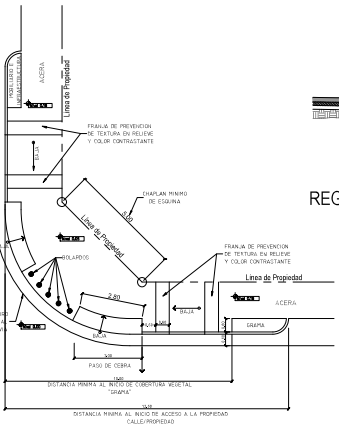 MOBILIARIO E
INFRAESTRUCTURA
ACERA
Linea de Propiedad
FRANJA DE PREVENCION
DE TEXTURA EN RELIEVE
Y COLOR CONTRASTANTE
BAJA
CHAFLAN MINIMO
DE ESQUINA
5.00
Linea de Propiedad
REG
BOLARDOS
FRANJA DE PREVENCION
DE TEXTURA EN RELIEVE
Y COLOR CONTRASTANTE
Linea de Propiedad
2.80
BAJA
BAJA
ACERA
GRAMA
PASO DE CEBRA
DISTANCIA MINIMA AL INICIO DE COBERTURA VEGETAL
"GRAMA"
DISTANCIA MINIMA AL INICIO DE ACCESO A LA PROPIEDAD
CALLE/PROPIEDAD